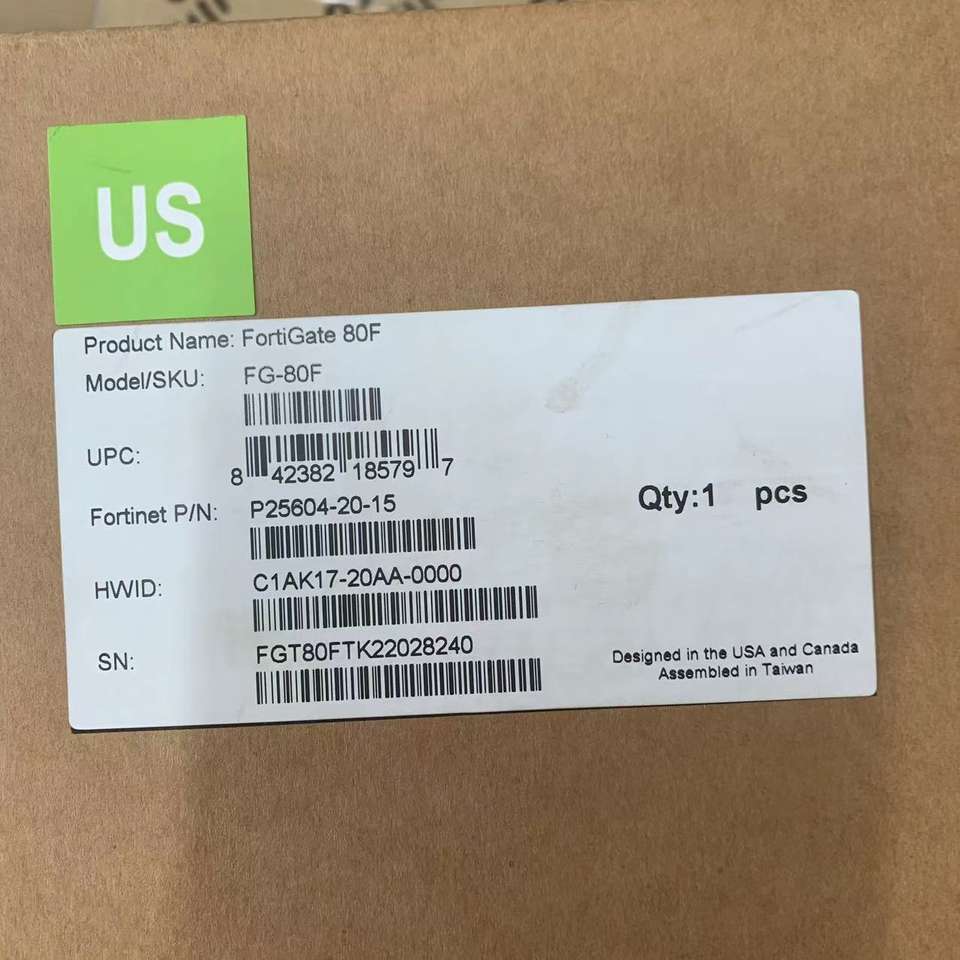 US
Product Name: FortiGate 80F
Model/SKU: FG-80F
UPC: 8 42382 18579 7
Fortinet P/N: P25604-20-15
Qty:1 pcs
HWID: C1AK17-20AA-0000
SN: FGT80FTK22028240
Designed in the USA and Canada
Assembled in Taiwan